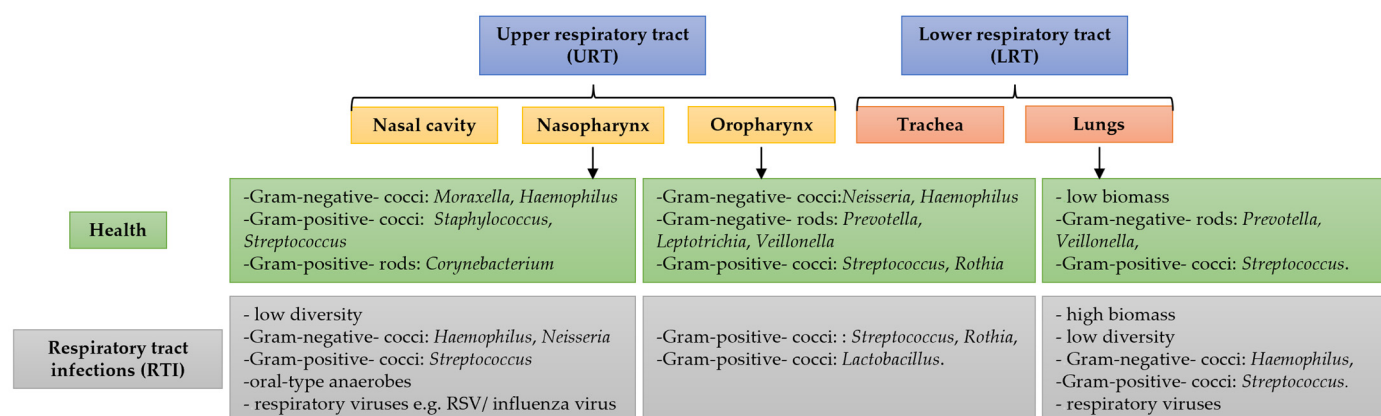 Upper respiratory tract
(URT)
Lower respiratory tract
(LRT)
Nasal cavity
Nasopharynx
Oropharynx
Trachea
Lungs
Health
-Gram-negative- cocci: Moraxella, Haemophilus
-Gram-positive- cocci: Staphylococcus,
Streptococcus
-Gram-positive- rods: Corynebacterium
-Gram-negative- cocci:Neisseria, Haemophilus
-Gram-negative- rods: Prevotella,
Leptotrichia, Veillonella
-Gram-positive- cocci: Streptococcus, Rothia
- low biomass
-Gram-negative- rods: Prevotella,
Veillonella,
-Gram-positive- cocci: Streptococcus.
Respiratory tract
infections (RTI)
- low diversity
-Gram-negative- cocci: Haemophilus, Neisseria
-Gram-positive- cocci: Streptococcus
-oral-type anaerobes
- respiratory viruses e.g. RSV/ influenza virus
-Gram-positive- cocci: : Streptococcus, Rothia,
-Gram-positive- cocci: Lactobacillus.
- high biomass
- low diversity
- Gram-negative- cocci: Haemophilus,
-Gram-positive- cocci: Streptococcus.
- respiratory viruses